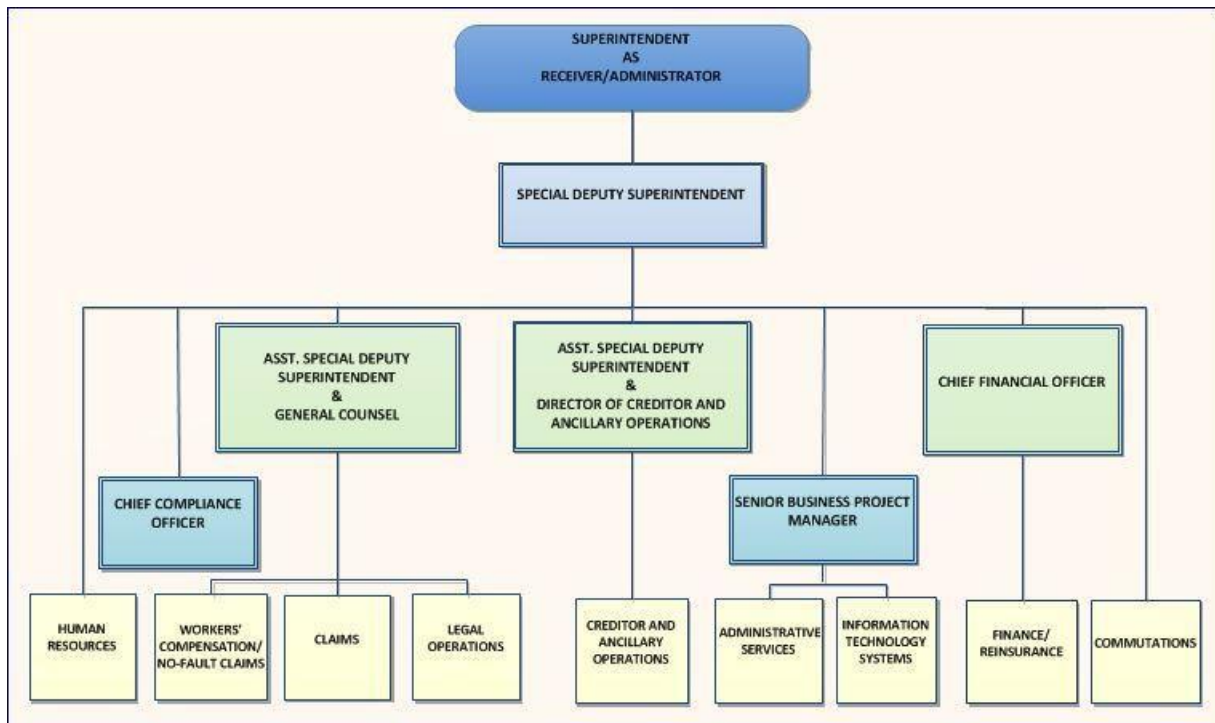 SUPERINTENDENT
AS
RECEIVER/ADMINISTRATOR
SPECIAL DEPUTY SUPERINTENDENT
ASST. SPECIAL DEPUTY
SUPERINTENDENT
&
GENERAL COUNSEL
ASST. SPECIAL DEPUTY
SUPERINTENDENT
&
DIRECTOR OF CREDITOR AND
ANCILLARY OPERATIONS
CHIEF FINANCIAL OFFICER
CHIEF COMPLIANCE
OFFICER
SENIOR BUSINESS PROJECT
MANAGER
HUMAN
RESOURCES
WORKERS'
COMPENSATION/
NO-FAULT CLAIMS
CLAIMS
LEGAL
OPERATIONS
CREDITOR AND
ANCILLARY
OPERATIONS
ADMINISTRATIVE
SERVICES
INFORMATION
TECHNOLOGY
SYSTEMS
FINANCE/
REINSURANCE
COMMUTATIONS